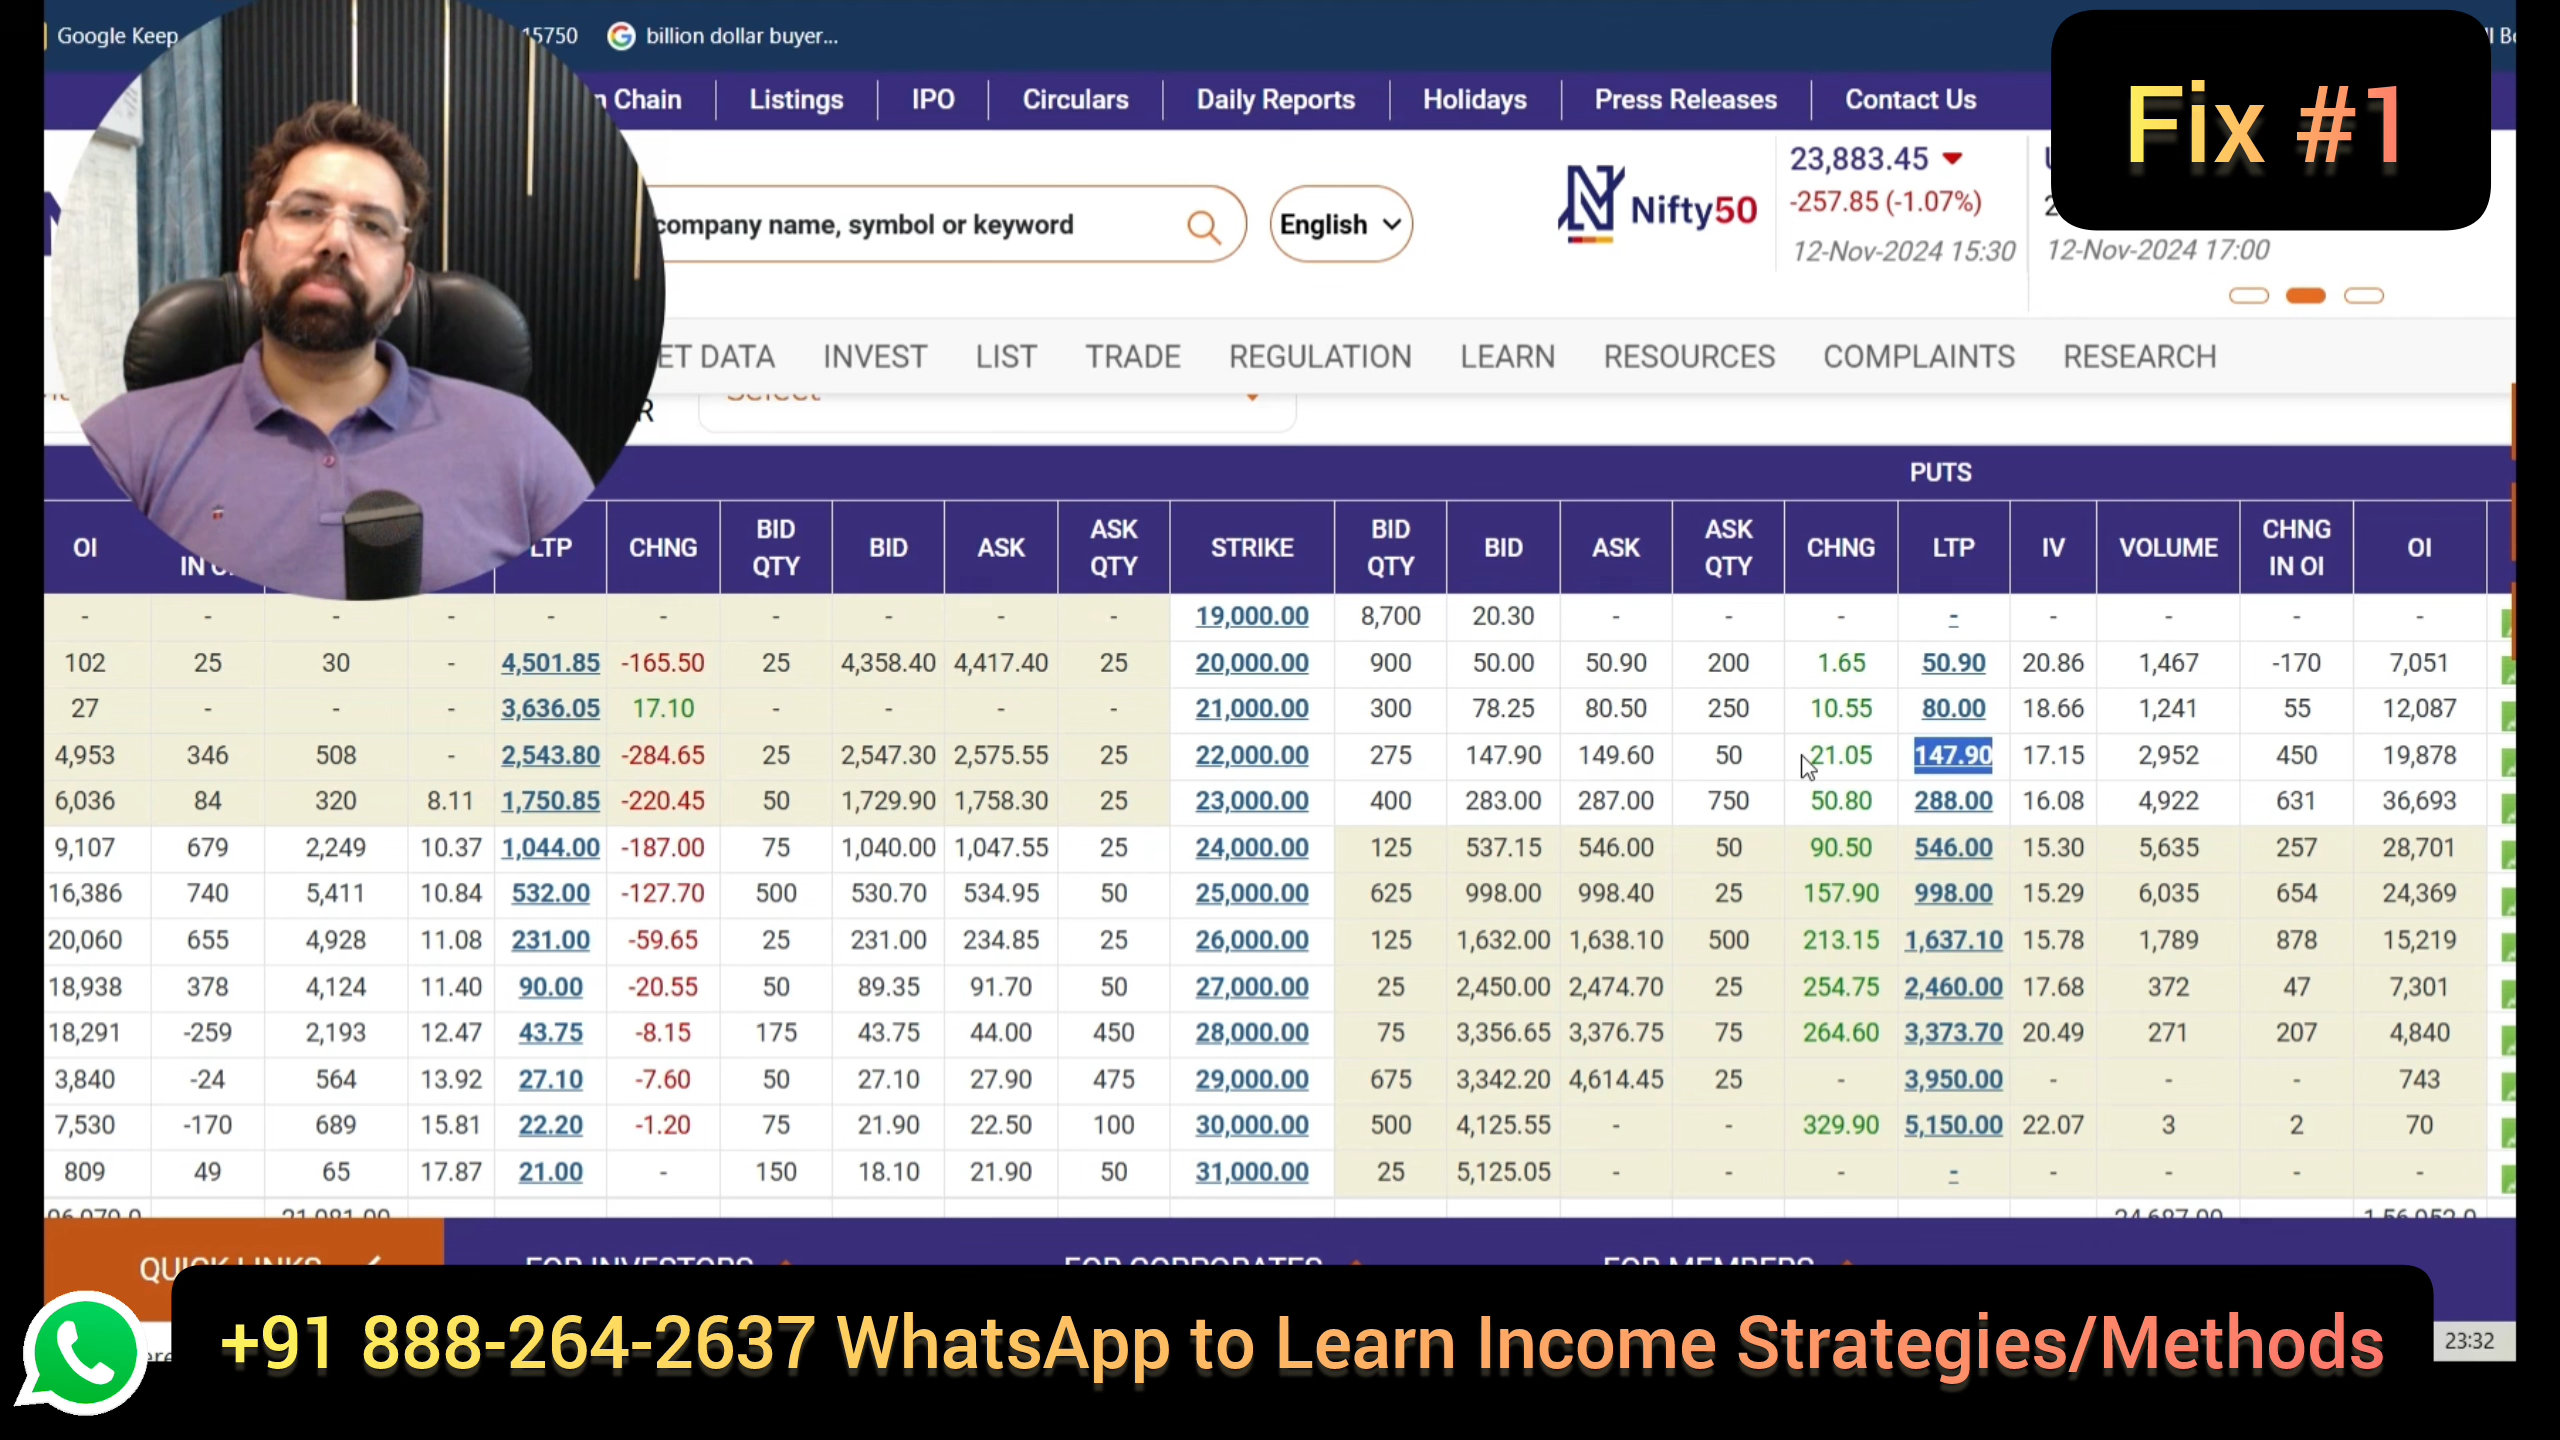 Google Keep 15750 billion dollar buyer...
Fix #1
Chain Listings IPO Circulars Daily Reports Holidays Press Releases Contact Us
company name, symbol or keyword English
Nifty50
23,883.45
-257.85 (-1.07%)
12-Nov-2024 15:30 12-Nov-2024 17:00
ET DATA INVEST LIST TRADE REGULATION LEARN RESOURCES COMPLAINTS RESEARCH
Select
PUTS
OI IN LTP CHNG BID QTY BID ASK ASK QTY STRIKE BID QTY BID ASK ASK QTY CHNG LTP IV VOLUME CHNG IN OI OI
- - - - - - - - - - 19,000.00 8,700 20.30 - - - - - - - -
102 25 30 - 4,501.85 -165.50 25 4,358.40 4,417.40 25 20,000.00 900 50.00 50.90 200 1.65 50.90 20.86 1,467 -170 7,051
27 - - - 3,636.05 17.10 - - - - 21,000.00 300 78.25 80.50 250 10.55 80.00 18.66 1,241 55 12,087
4,953 346 508 - 2,543.80 -284.65 25 2,547.30 2,575.55 25 22,000.00 275 147.90 149.60 50 21.05 147.90 17.15 2,952 450 19,878
6,036 84 320 8.11 1,750.85 -220.45 50 1,729.90 1,758.30 25 23,000.00 400 283.00 287.00 750 50.80 288.00 16.08 4,922 631 36,693
9,107 679 2,249 10.37 1,044.00 -187.00 75 1,040.00 1,047.55 25 24,000.00 125 537.15 546.00 50 90.50 546.00 15.30 5,635 257 28,701
16,386 740 5,411 10.84 532.00 -127.70 500 530.70 534.95 50 25,000.00 625 998.00 998.40 25 157.90 998.00 15.29 6,035 654 24,369
20,060 655 4,928 11.08 231.00 -59.65 25 231.00 234.85 25 26,000.00 125 1,632.00 1,638.10 500 213.15 1,637.10 15.78 1,789 878 15,219
18,938 378 4,124 11.40 90.00 -20.55 50 89.35 91.70 50 27,000.00 25 2,450.00 2,474.70 25 254.75 2,460.00 17.68 372 47 7,301
18,291 -259 2,193 12.47 43.75 -8.15 175 43.75 44.00 450 28,000.00 75 3,356.65 3,376.75 75 264.60 3,373.70 20.49 271 207 4,840
3,840 -24 564 13.92 27.10 -7.60 50 27.10 27.90 475 29,000.00 675 3,342.20 4,614.45 25 - 3,950.00 - - - 743
7,530 -170 689 15.81 22.20 -1.20 75 21.90 22.50 100 30,000.00 500 4,125.55 - - 329.90 5,150.00 22.07 3 2 70
809 49 65 17.87 21.00 - 150 18.10 21.90 50 31,000.00 25 5,125.05 - - - - - - - -
QUICK LINKS FOR INVESTORS FOR CORPORATES FOR MEMBERS
+91 888-264-2637 WhatsApp to Learn Income Strategies/Methods
23:32